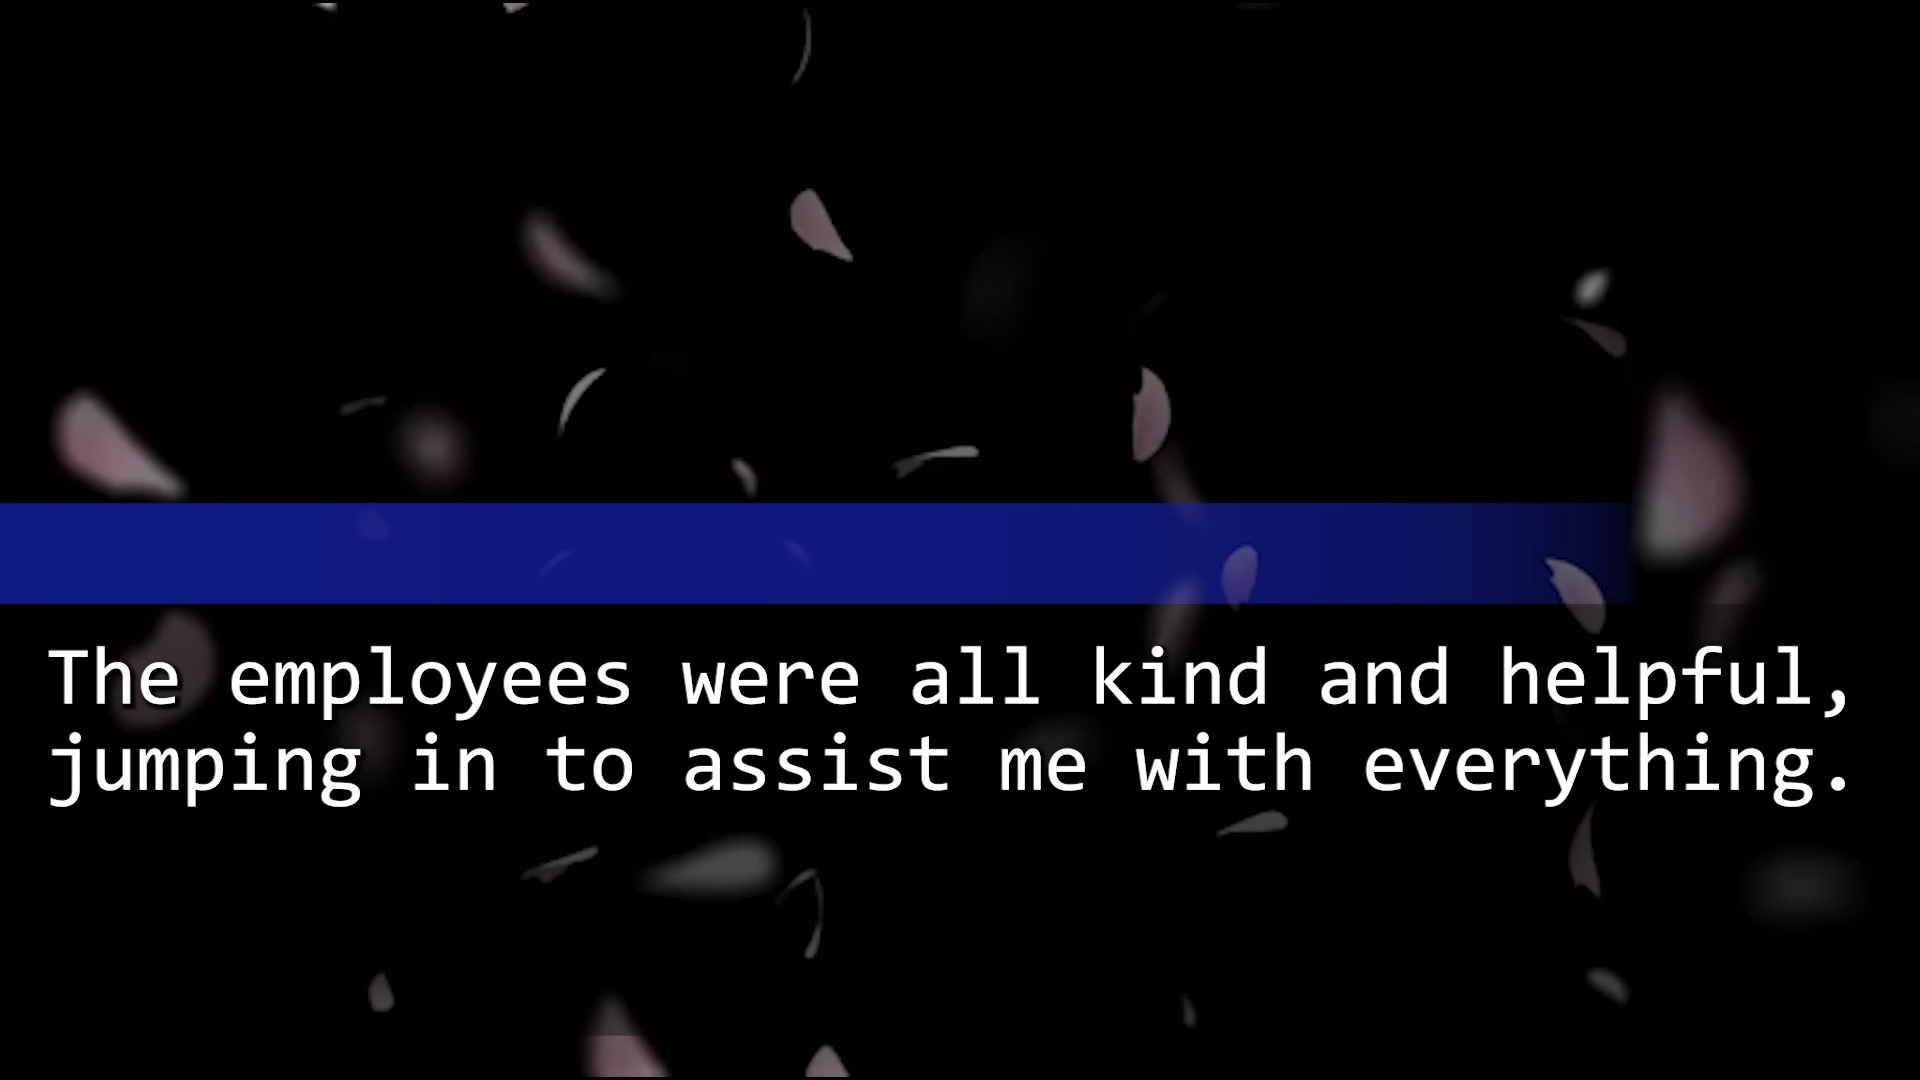 The employees were all kind and helpful,
jumping in to assist me with everything.